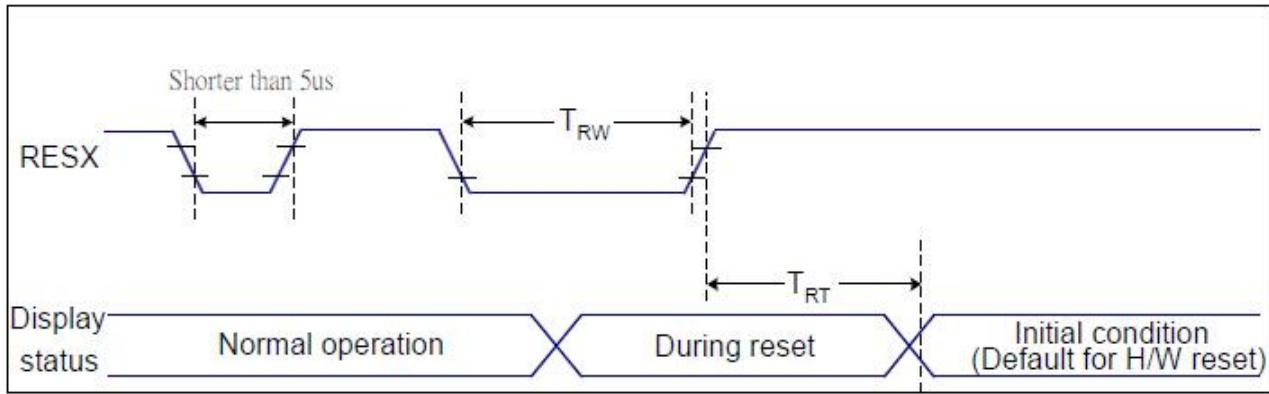 Shorter than 5us
RESX
TRW
TRT
Display
status
Normal operation
During reset
Initial condition
(Default for H/W reset)